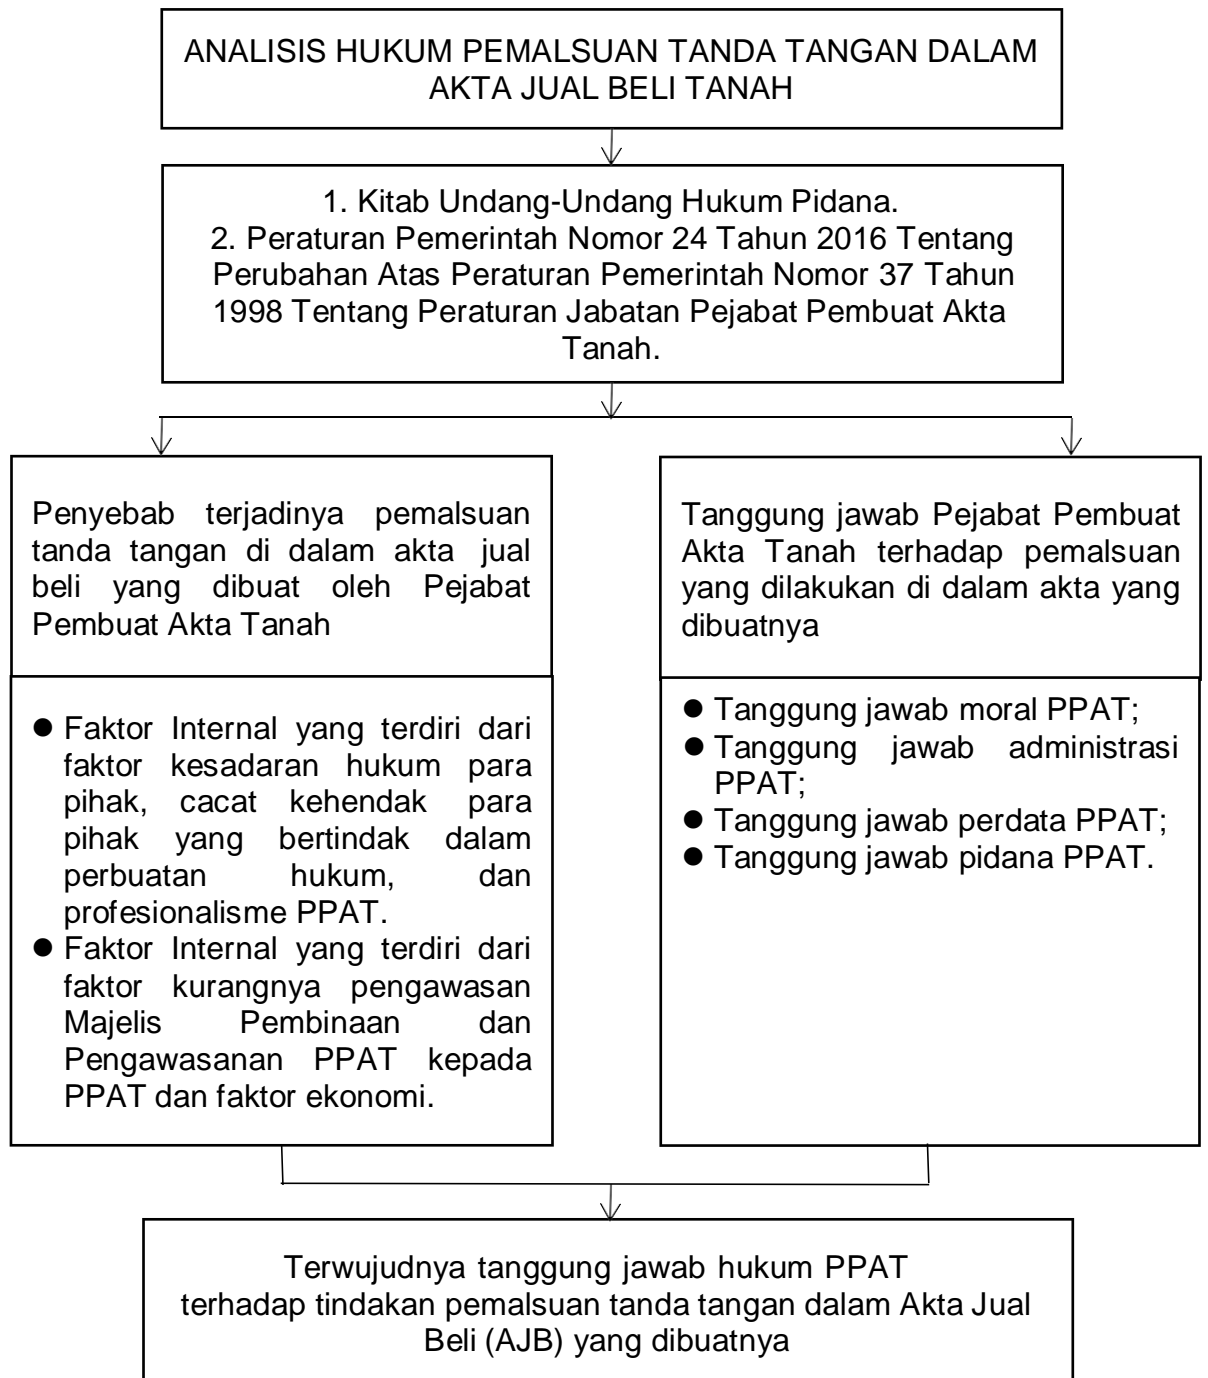 ANALISIS HUKUM PEMALSUAN TANDA TANGAN DALAM
AKTA JUAL BELI TANAH
1. Kitab Undang-Undang Hukum Pidana.
2. Peraturan Pemerintah Nomor 24 Tahun 2016 Tentang
Perubahan Atas Peraturan Pemerintah Nomor 37 Tahun
1998 Tentang Peraturan Jabatan Pejabat Pembuat Akta
Tanah.
Penyebab terjadinya pemalsuan
tanda tangan di dalam akta jual
beli yang dibuat oleh Pejabat
Pembuat Akta Tanah
● Faktor Internal yang terdiri dari
faktor kesadaran hukum para
pihak, cacat kehendak para
pihak yang bertindak dalam
perbuatan hukum, dan
profesionalisme PPAT.
● Faktor Internal yang terdiri dari
faktor kurangnya pengawasan
Majelis Pembinaan dan
Pengawasanan PPAT kepada
PPAT dan faktor ekonomi.
Tanggung jawab Pejabat Pembuat
Akta Tanah terhadap pemalsuan
yang dilakukan di dalam akta yang
dibuatnya
● Tanggung jawab moral PPAT;
● Tanggung jawab administrasi
PPAT;
● Tanggung jawab perdata PPAT;
● Tanggung jawab pidana PPAT.
Terwujudnya tanggung jawab hukum PPAT
terhadap tindakan pemalsuan tanda tangan dalam Akta Jual
Beli (AJB) yang dibuatnya